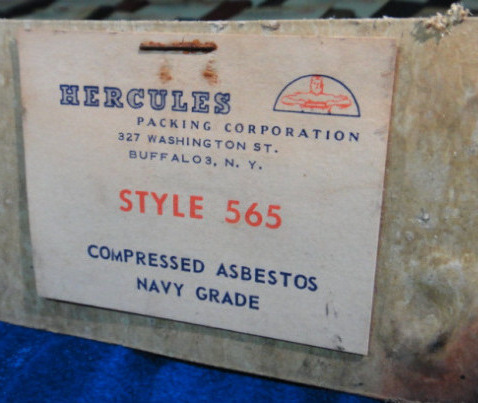 HERCULES
PACKING CORPORATION
327 WASHINGTON ST.
BUFFALO3, N. Y.
STYLE 565
COMPRESSED ASBESTOS
NAVY GRADE